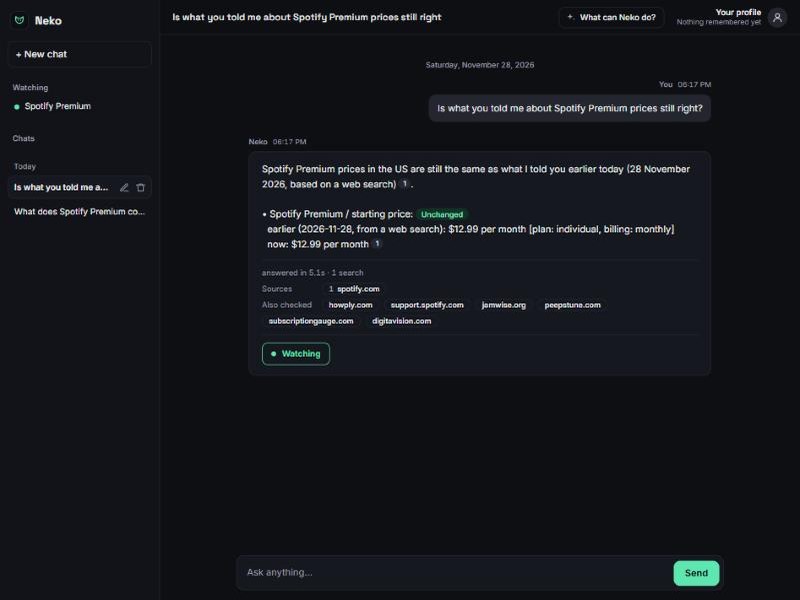 Neko
+ New chat
Watching
Spotify Premium
Chats
Today
Is what you told me a...
What does Spotify Premium co...
Is what you told me about Spotify Premium prices still right
What can Neko do?
Your profile
Nothing remembered yet
Saturday, November 28, 2026
You 06:17 PM
Is what you told me about Spotify Premium prices still right?
Neko 06:17 PM
Spotify Premium prices in the US are still the same as what I told you earlier today (28 November
2026, based on a web search) 1 .
• Spotify Premium / starting price: Unchanged
earlier (2026-11-28, from a web search): $12.99 per month [plan: individual, billing: monthly]
now: $12.99 per month 1
answered in 5.1s · 1 search
Sources 1 spotify.com
Also checked howply.com support.spotify.com jamwise.org peepstune.com
subscriptiongauge.com digitavision.com
Watching
Ask anything...
Send